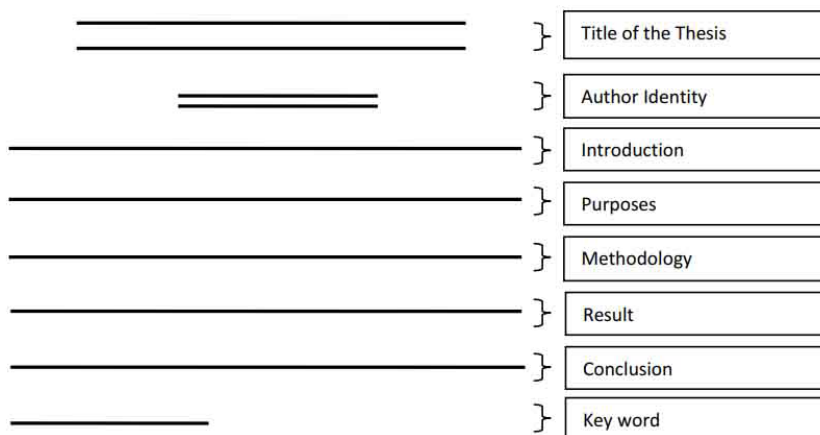 Title of the Thesis
Author Identity
Introduction
Purposes
Methodology
Result
Conclusion
Key word